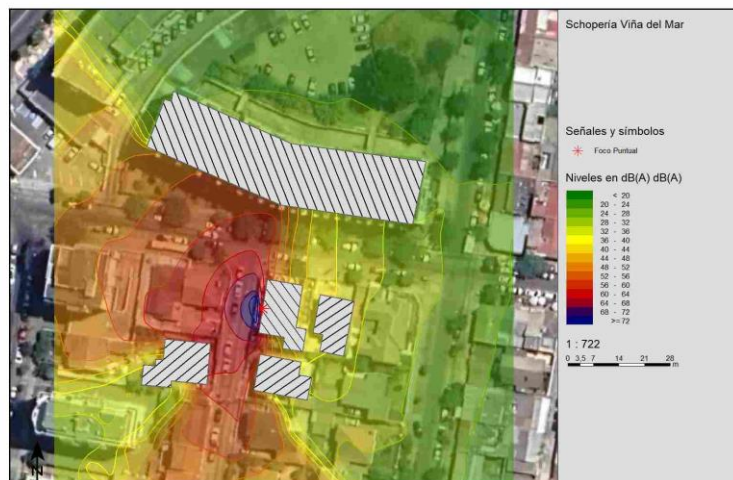 Schopería Viña del Mar
Señales y símbolos
Foco Puntual
Niveles en dB(A) dB(A)
< 20
20 - 24
24 - 28
28 - 32
32 - 36
36 - 40
40 - 44
44 - 48
48 - 52
52 - 56
56 - 60
60 - 64
64 - 68
68 - 72
>=72
1 : 722
0 3,5 7 14 21 28
m
N